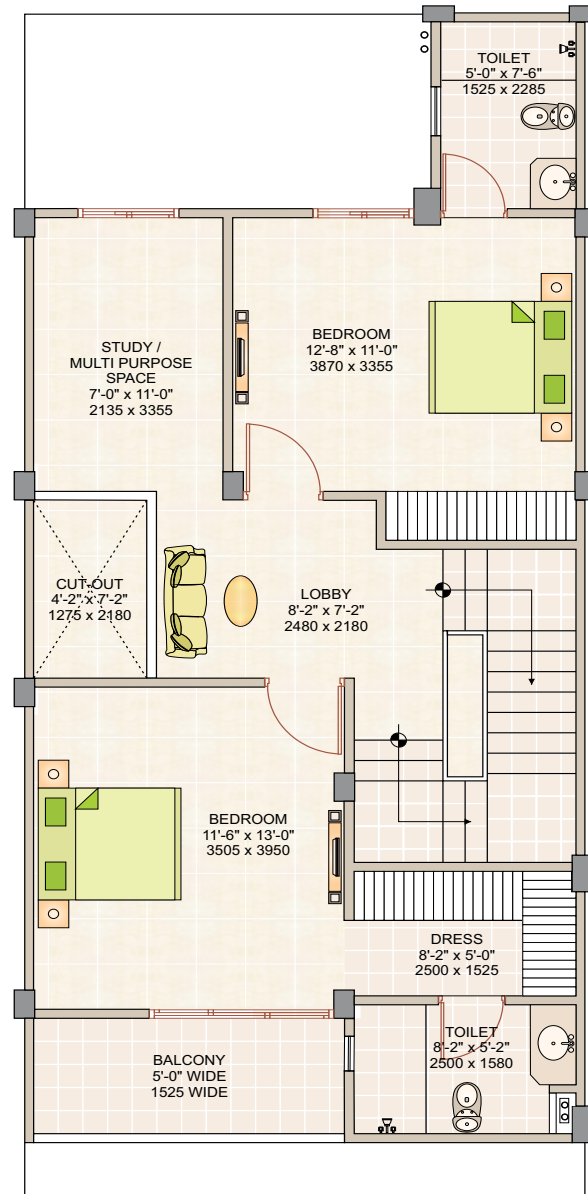 TOILET
5'-0" x 7'-6"
1525 x 2285
BEDROOM
12'-8" x 11'-0"
3870 x 3355
STUDY /
MULTI PURPOSE
SPACE
7'-0" x 11'-0"
2135 x 3355
CUT-OUT
4'-2" x 7'-2"
1275 x 2180
LOBBY
8'-2" x 7'-2"
2480 x 2180
BEDROOM
11'-6" x 13'-0"
3505 x 3950
DRESS
8'-2" x 5'-0"
2500 x 1525
TOILET
8'-2" x 5'-2"
2500 x 1580
BALCONY
5'-0" WIDE
1525 WIDE